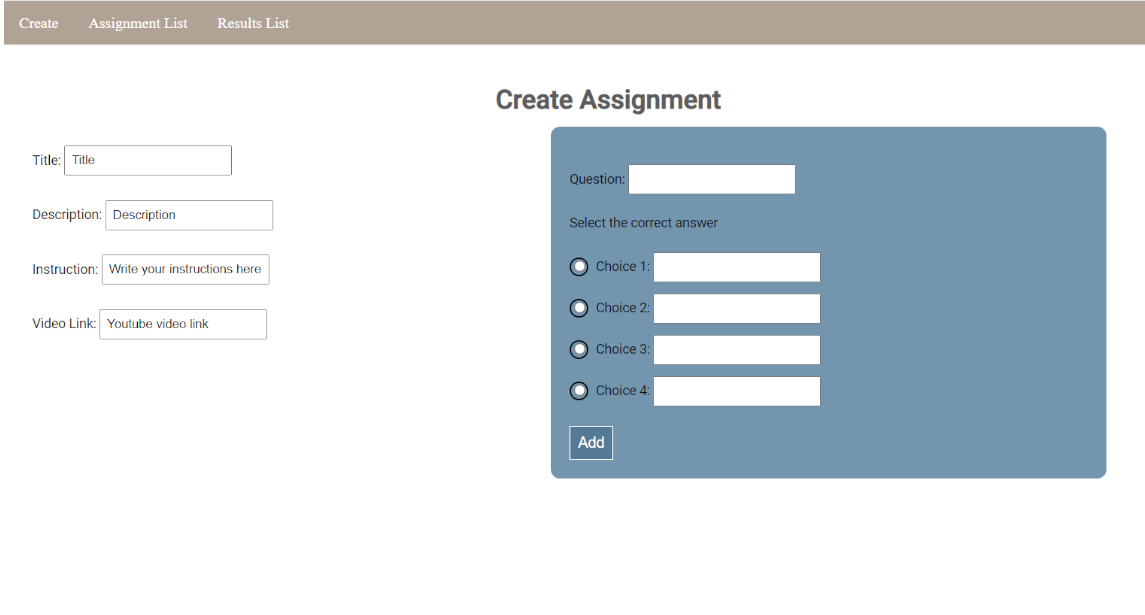 Create Assignment List Results List
Create Assignment
Title: Title
Description: Description
Instruction: Write your instructions here
Video Link: Youtube video link
Question:
Select the correct answer
Choice 1:
Choice 2:
Choice 3:
Choice 4:
Add